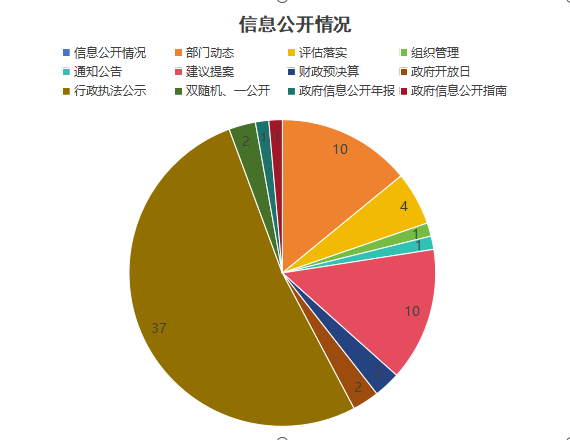 信息公开情况
信息公开情况 部门动态 评估落实 组织管理
通知公告 建议提案 财政预决算 政府开放日
行政执法公示 双随机、一公开 政府信息公开年报 政府信息公开指南
2 1 1 10
4
1
1
10
37
2